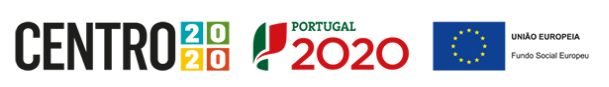 CENTRO 20
20
PORTUGAL
2020
UNIÃO EUROPEIA
Fundo Social Europeu